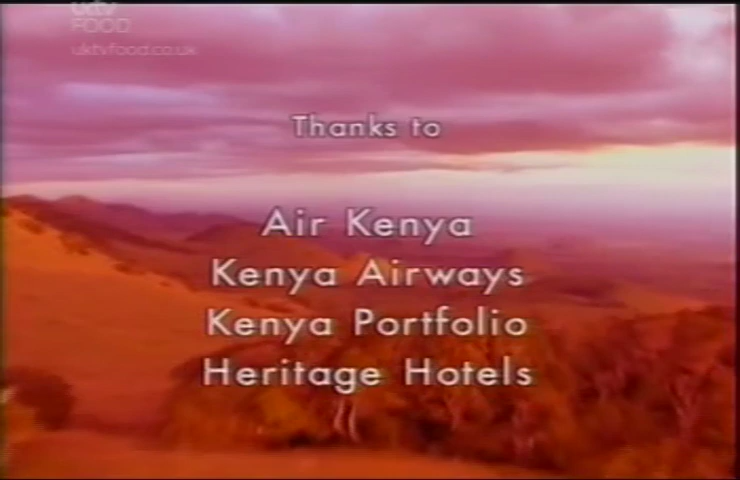 uktv
FOOD
uktvfood.co.uk
Thanks to
Air Kenya
Kenya Airways
Kenya Portfolio
Heritage Hotels